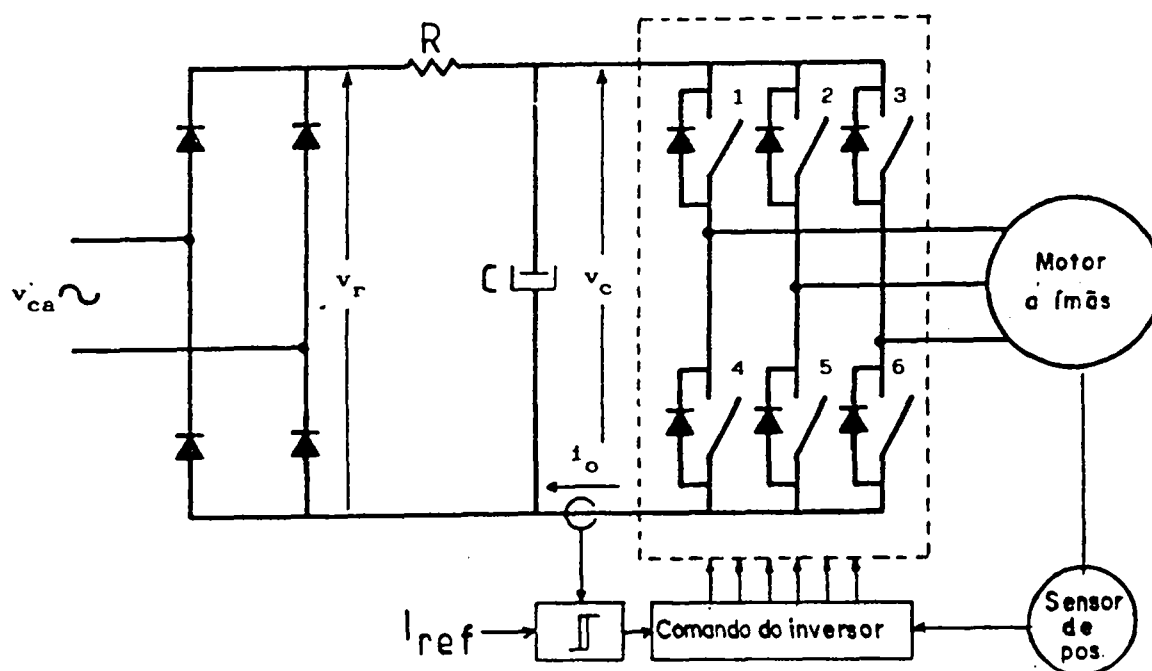 R
1 2 3
v_ca
v_r
C
v_c
Motor
a ímãs
4 5 6
i_o
I_ref
Comando do inversor
Sensor
de
pos.